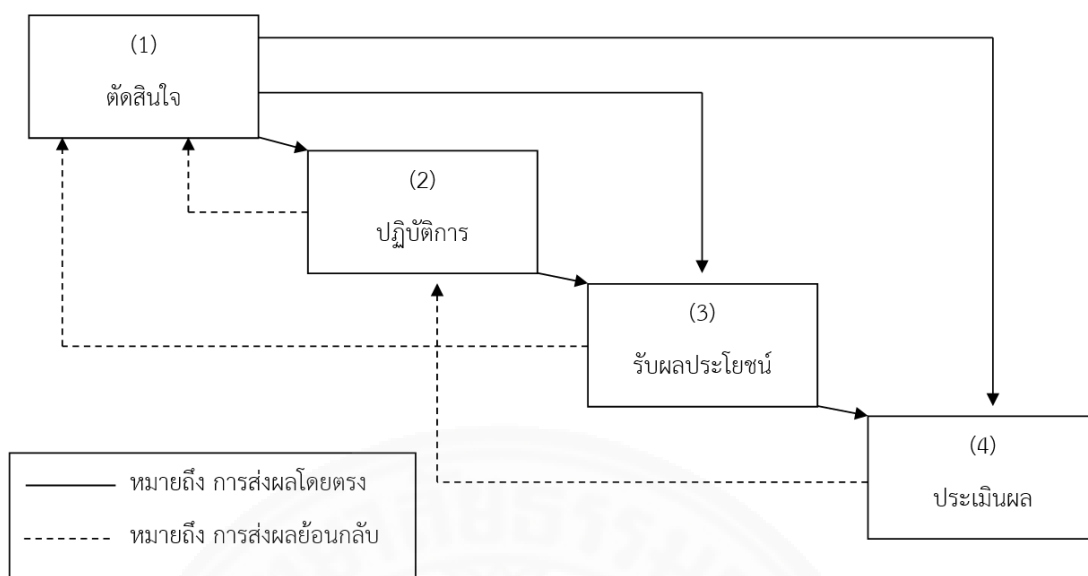 (1)
ตัดสินใจ
(2)
ปฏิบัติการ
(3)
รับผลประโยชน์
(4)
ประเมินผล
หมายถึง การส่งผลโดยตรง
หมายถึง การส่งผลย้อนกลับ